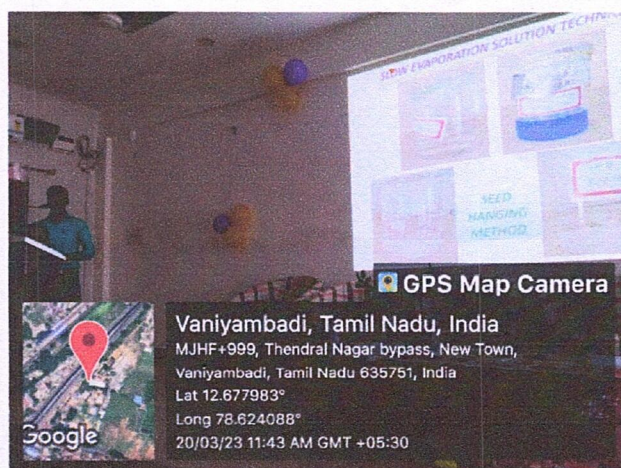 SLOW EVAPORATION SOLUTION TECHNI
SEED
HANGING
METHOD
GPS Map Camera
Vaniyambadi, Tamil Nadu, India
MJHF+999, Thendral Nagar bypass, New Town,
Vaniyambadi, Tamil Nadu 635751, India
Lat 12.677983°
Long 78.624088°
20/03/23 11:43 AM GMT +05:30
Google